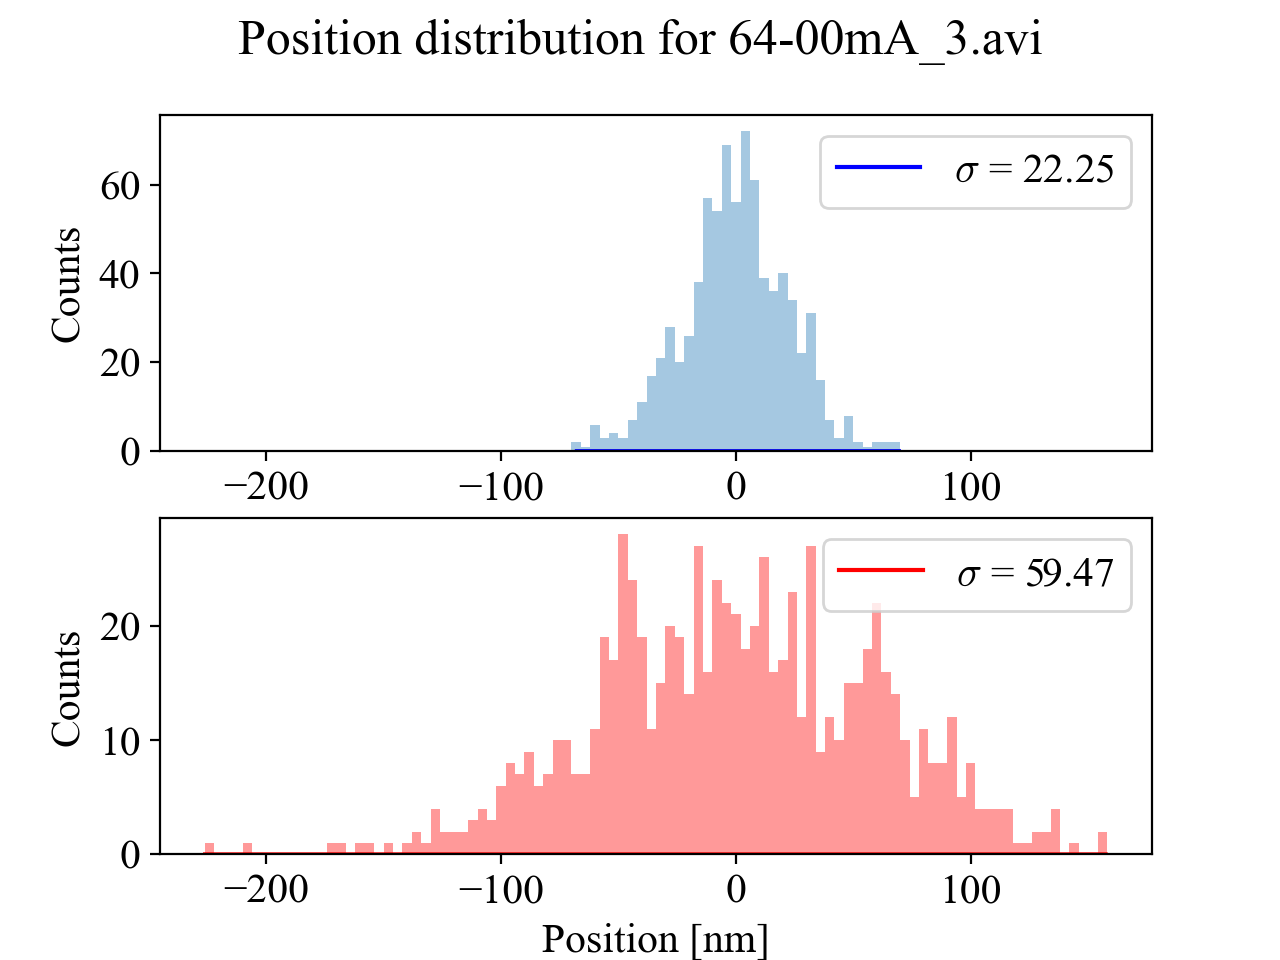 Position distribution for 64-00mA_3.avi
σ = 22.25
Counts
60
40
20
0
−200 −100 0 100
σ = 59.47
Counts
20
10
0
−200 −100 0 100
Position [nm]